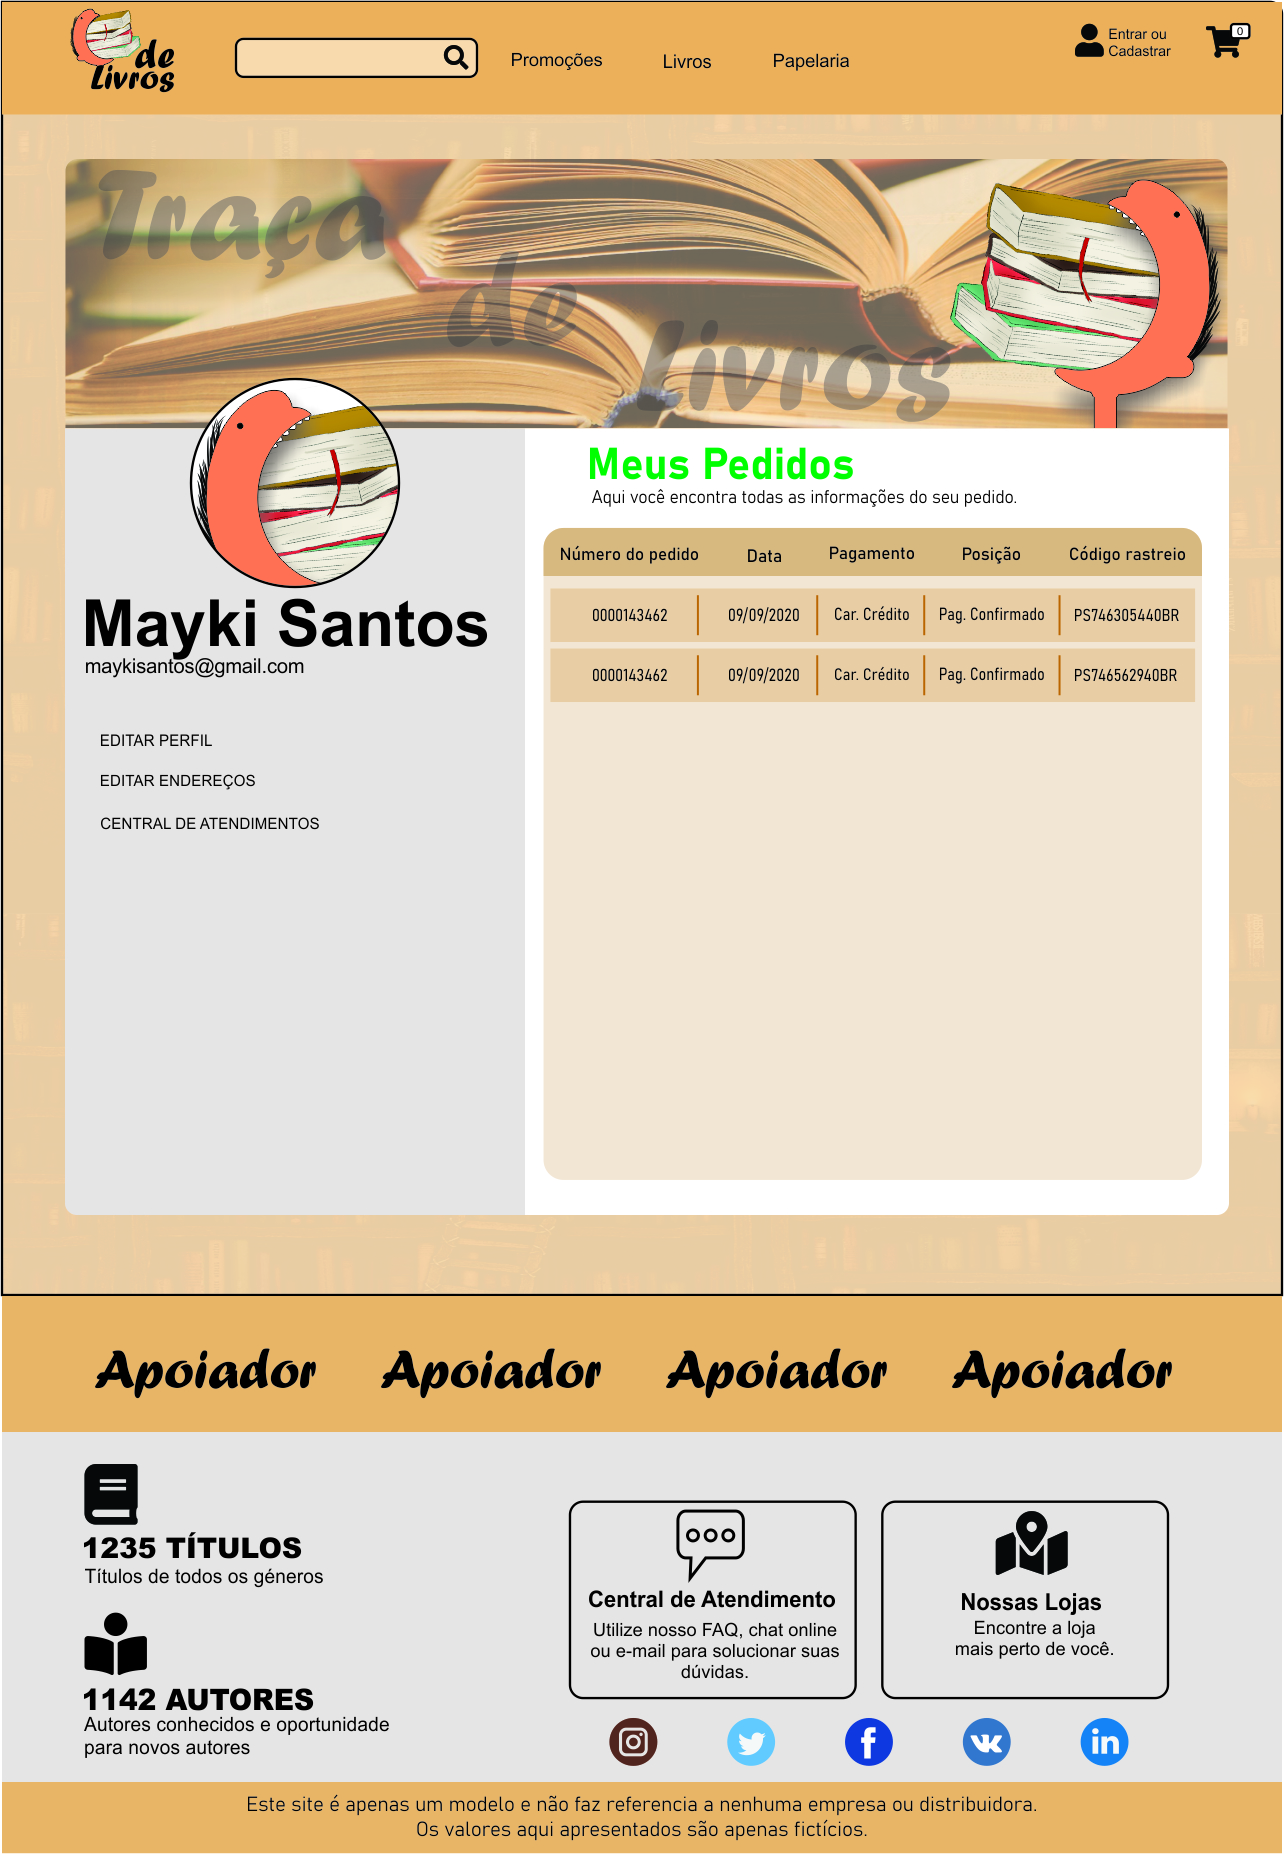 de
Livros
Promoções
Livros
Papelaria
Entrar ou
Cadastrar
0
Traça
de
Livros
Mayki Santos
maykisantos@gmail.com
EDITAR PERFIL
EDITAR ENDEREÇOS
CENTRAL DE ATENDIMENTOS
Meus Pedidos
Aqui você encontra todas as informações do seu pedido.
Número do pedido Data Pagamento Posição Código rastreio
0000143462 09/09/2020 Car. Crédito Pag. Confirmado PS746305440BR
0000143462 09/09/2020 Car. Crédito Pag. Confirmado PS746562940BR
Apoiador Apoiador Apoiador Apoiador
1235 TÍTULOS
Títulos de todos os géneros
1142 AUTORES
Autores conhecidos e oportunidade
para novos autores
Central de Atendimento
Utilize nosso FAQ, chat online
ou e-mail para solucionar suas
dúvidas.
Nossas Lojas
Encontre a loja
mais perto de você.
Este site é apenas um modelo e não faz referencia a nenhuma empresa ou distribuidora.
Os valores aqui apresentados são apenas fictícios.